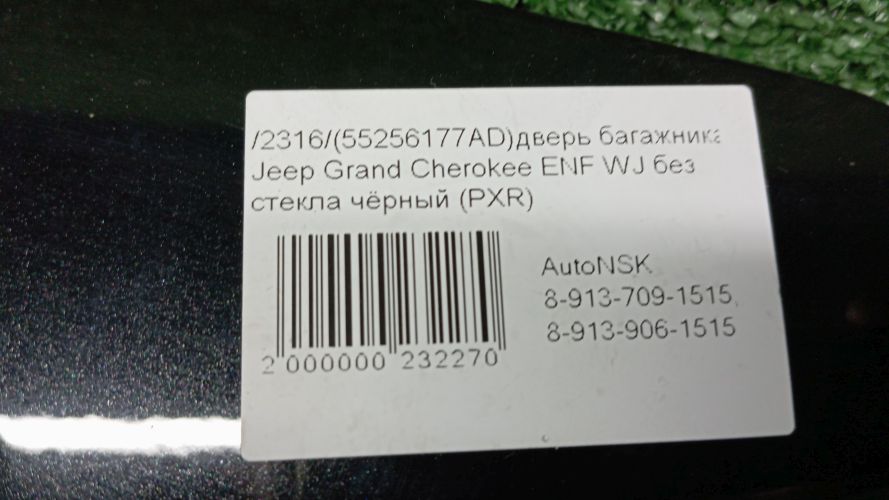 /2316/(55256177AD)дверь багажника
Jeep Grand Cherokee ENF WJ без
стекла чёрный (PXR)
AutoNSK
8-913-709-1515,
8-913-906-1515
2 000000 232270